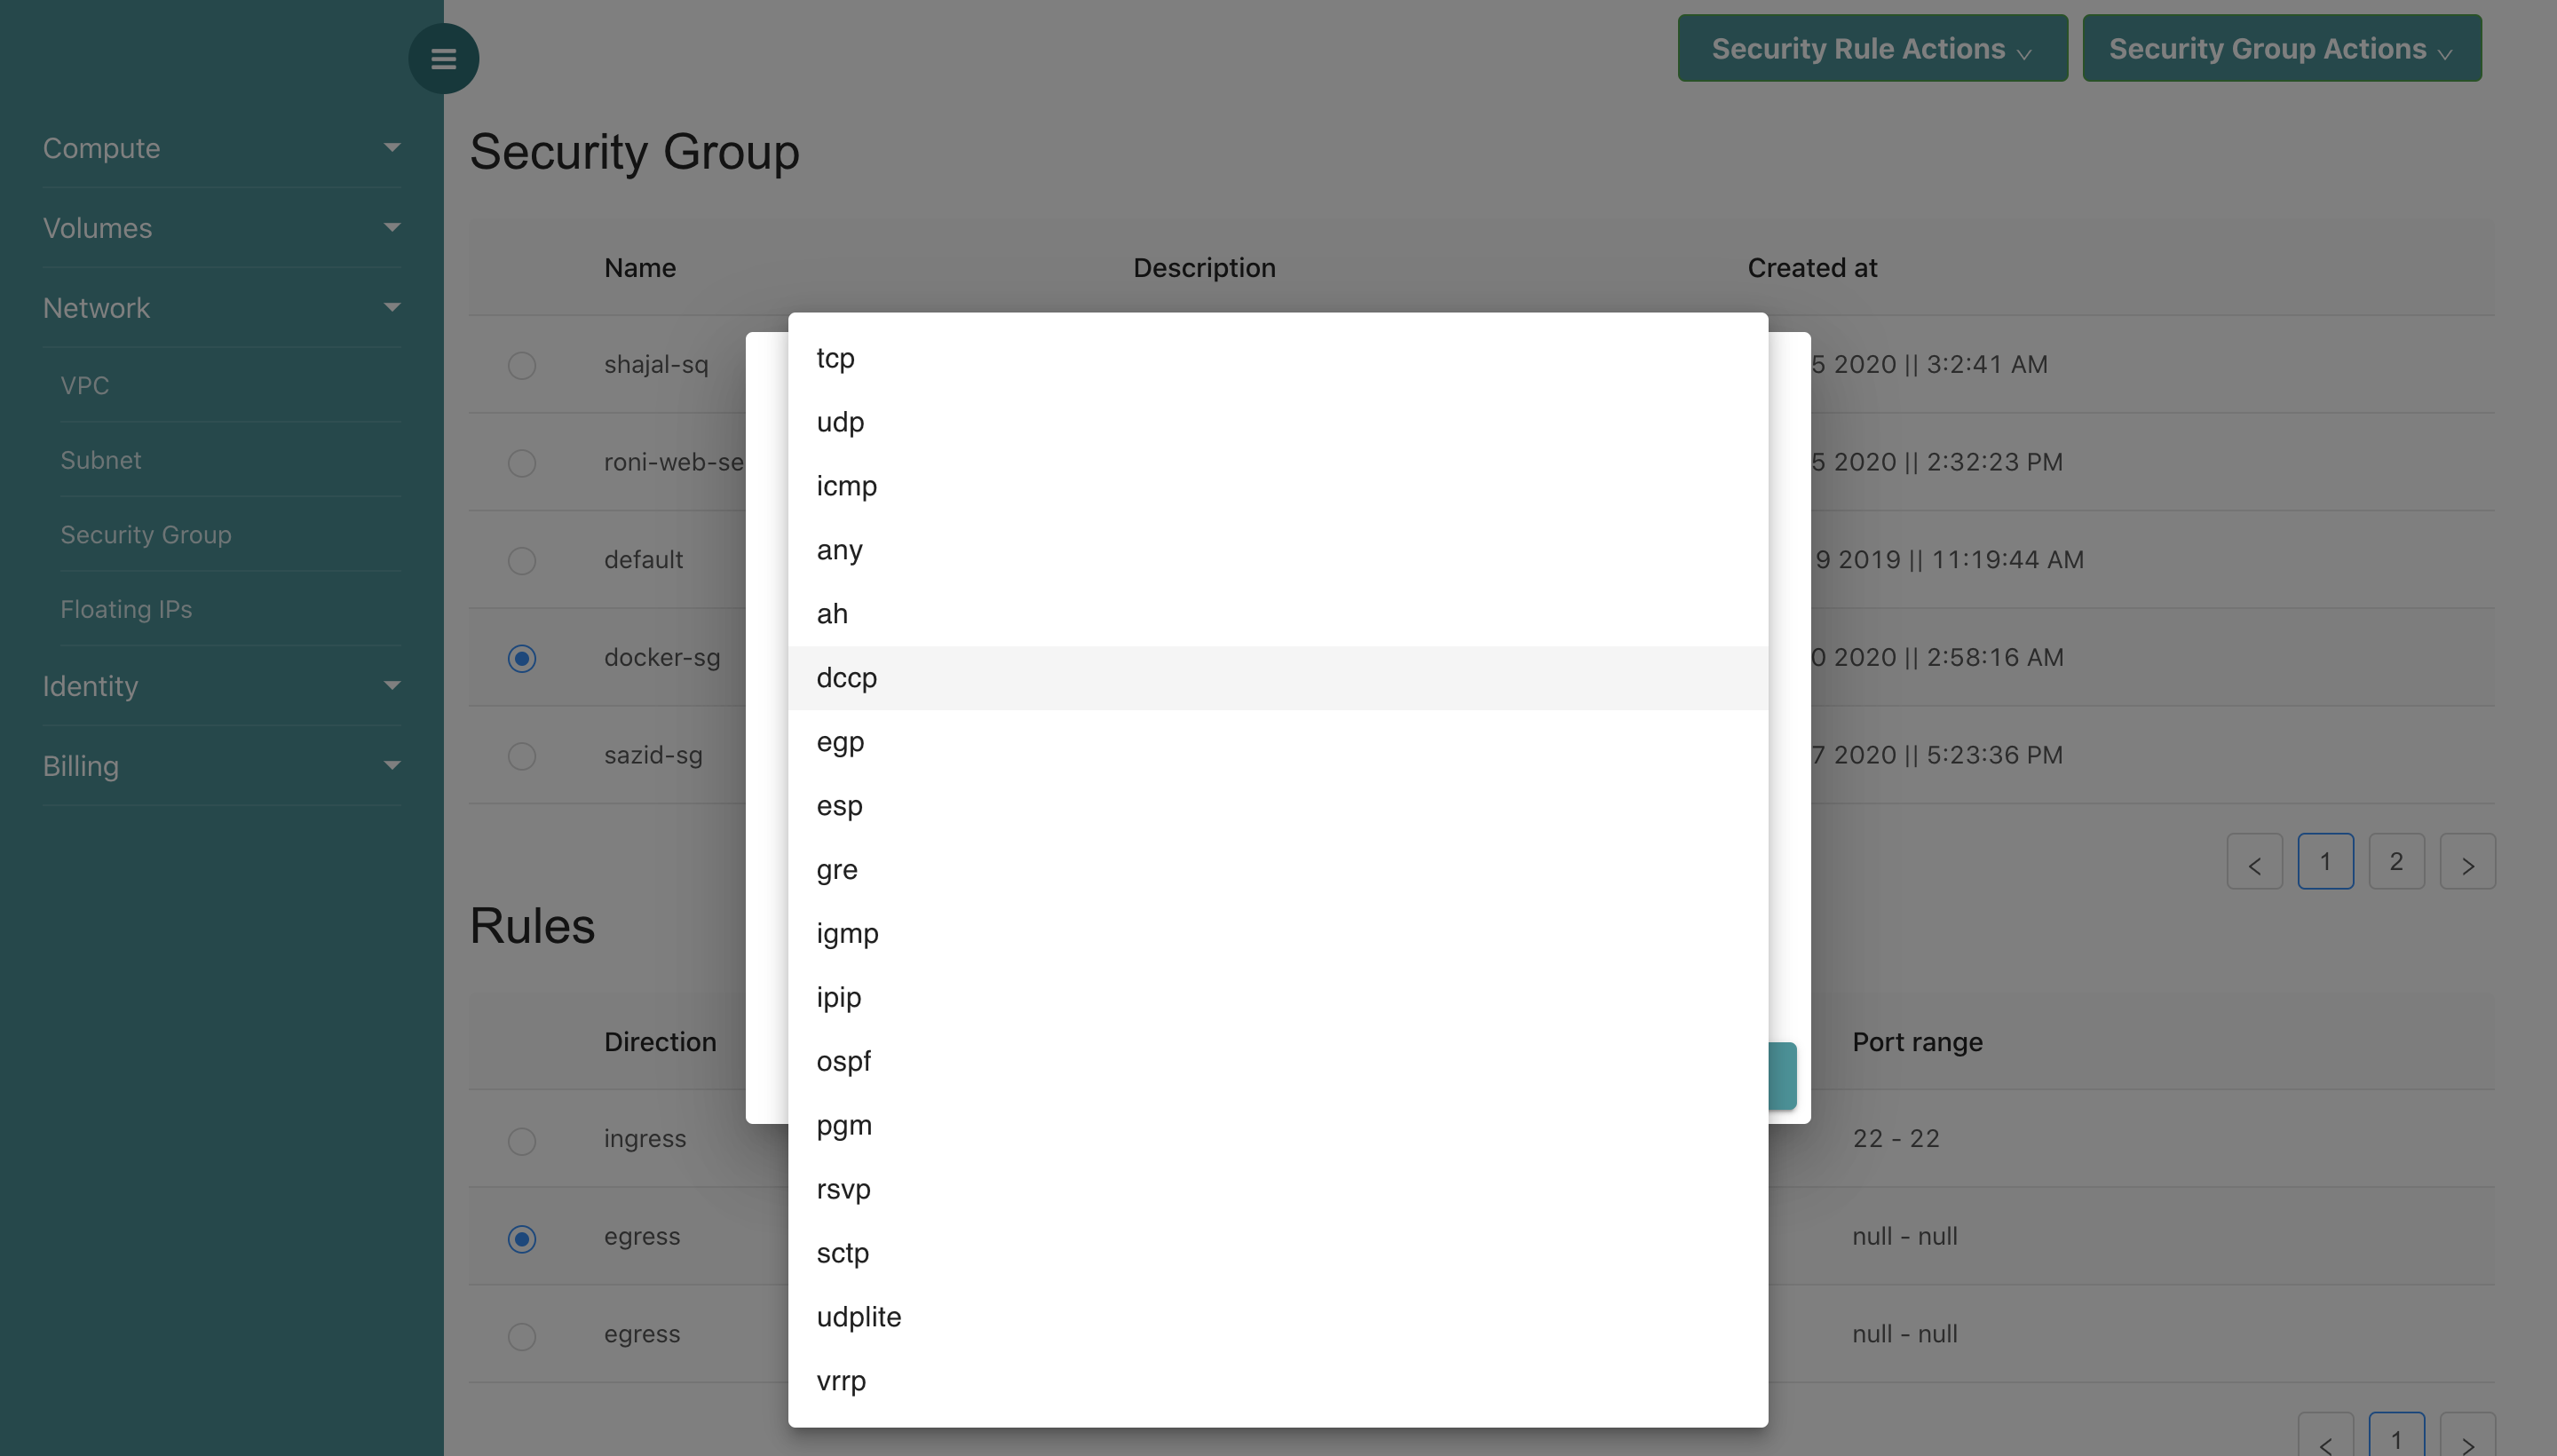 Security Rule Actions
Security Group Actions
Compute
Volumes
Network
VPC
Subnet
Security Group
Floating IPs
Identity
Billing
Security Group
Name Description Created at
shajal-sq 5 2020 || 3:2:41 AM
roni-web-se 5 2020 || 2:32:23 PM
default 9 2019 || 11:19:44 AM
docker-sg 0 2020 || 2:58:16 AM
sazid-sg 7 2020 || 5:23:36 PM
< 1 2 >
Rules
Direction Port range
ingress 22 - 22
egress null - null
egress null - null
< 1 >
tcp
udp
icmp
any
ah
dccp
egp
esp
gre
igmp
ipip
ospf
pgm
rsvp
sctp
udplite
vrrp